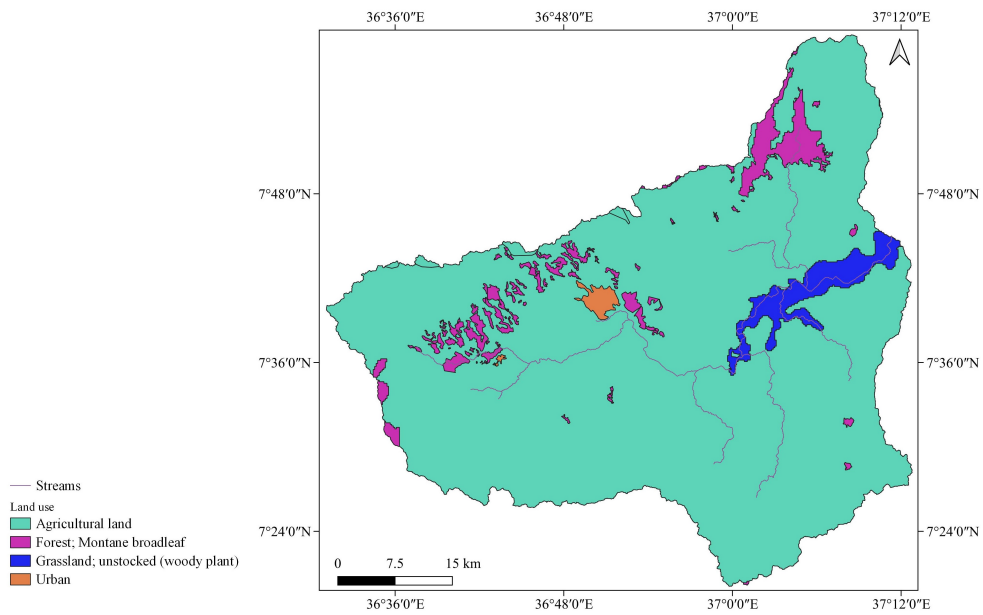 36°36′0″E 36°48′0″E 37°0′0″E 37°12′0″E
7°48′0″N 7°48′0″N
7°36′0″N 7°36′0″N
Streams
Land use
Agricultural land
7°24′0″N 7°24′0″N
Forest; Montane broadleaf
Grassland; unstocked (woody plant)
0 7.5 15 km
Urban
36°36′0″E 36°48′0″E 37°0′0″E 37°12′0″E